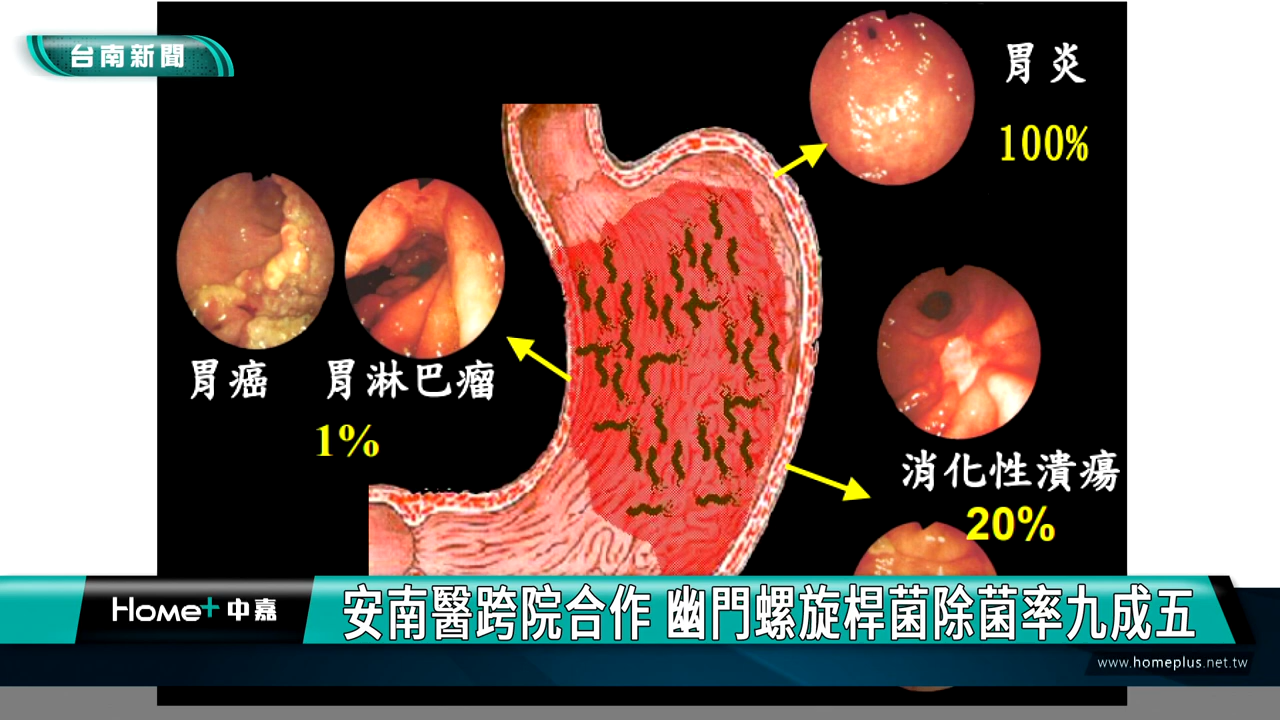 台南新聞
胃炎
100%
胃癌
胃淋巴瘤
1%
消化性潰瘍
20%
Home+中嘉
安南醫跨院合作 幽門螺旋桿菌除菌率九成五
www.homeplus.net.tw